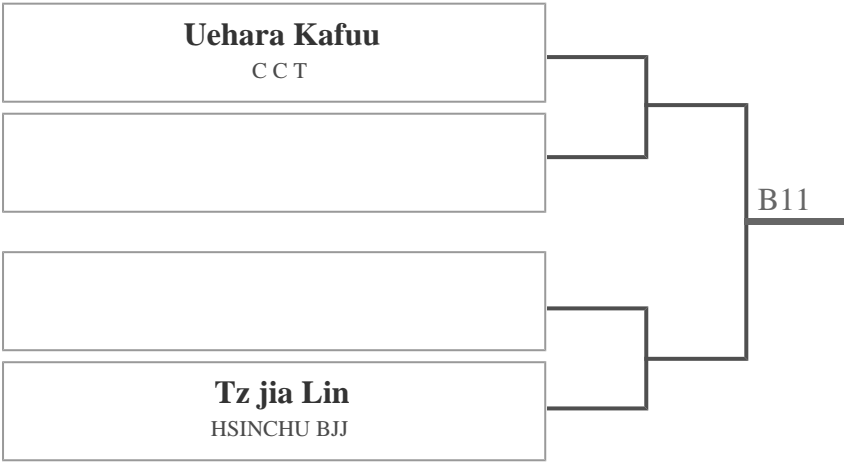 Uehara Kafuu
C C T
B11
Tz jia Lin
HSINCHU BJJ